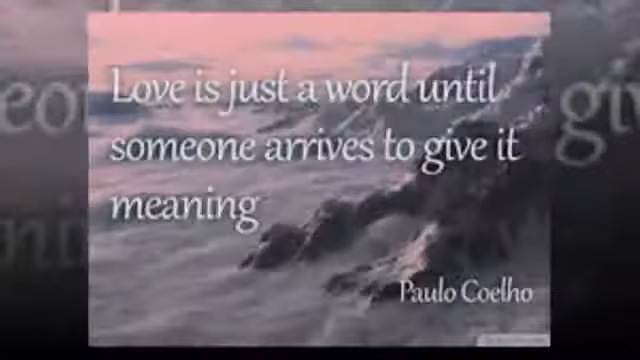 Love is just a word until
someone arrives to give it
meaning
Paulo Coelho